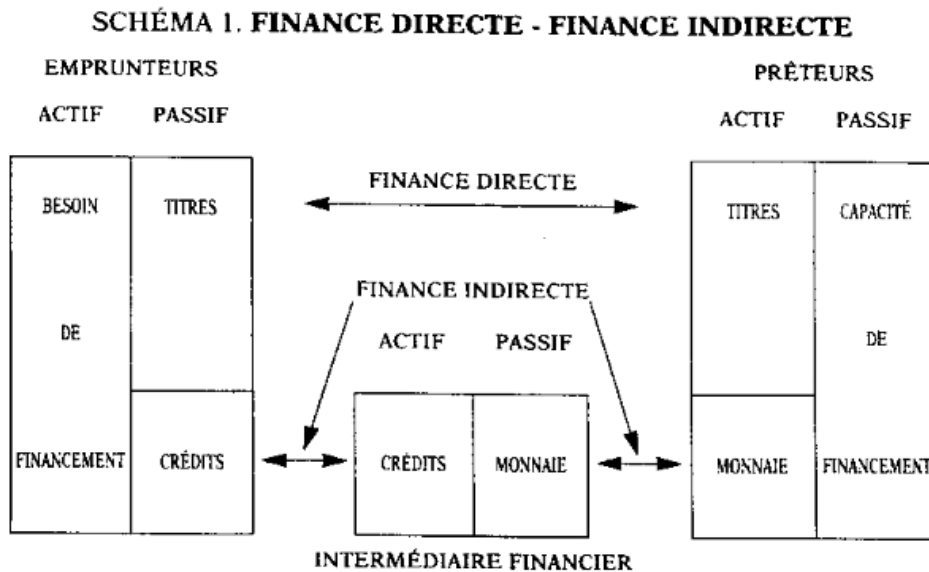 SCHÉMA 1. FINANCE DIRECTE - FINANCE INDIRECTE
EMPRUNTEURS
PRÊTEURS
ACTIF PASSIF
ACTIF PASSIF
FINANCE DIRECTE
BESOIN TITRES
TITRES CAPACITÉ
FINANCE INDIRECTE
DE
ACTIF PASSIF
DE
FINANCEMENT CRÉDITS
CRÉDITS MONNAIE
MONNAIE FINANCEMENT
INTERMÉDIAIRE FINANCIER